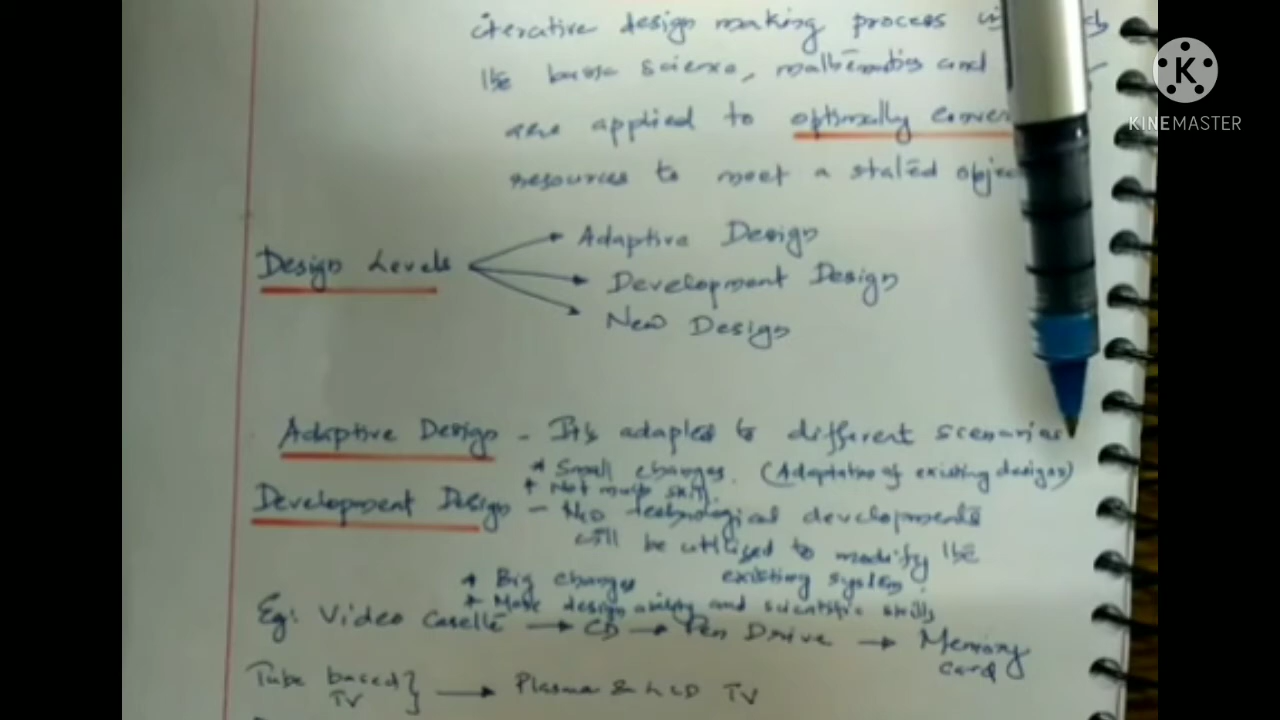 iterative design making process
the basic science, mathematics and
are applied to optimally conver
resources to meet a stated objec
Design Levels
Adaptive Design
Development Design
New Design
Adaptive Design - It's adapted to different scenarios
* Small changes. (Adaptation of existing designs)
* Not much skill.
Development Design - New technological developments
will be utilised to modify the
existing system.
* Big changes
* More design ability and scientific skills
Eg: Video Casette → CD → Pen Drive → Memory
card
Tube based } → Plasma & LCD TV
TV
KINEMASTER